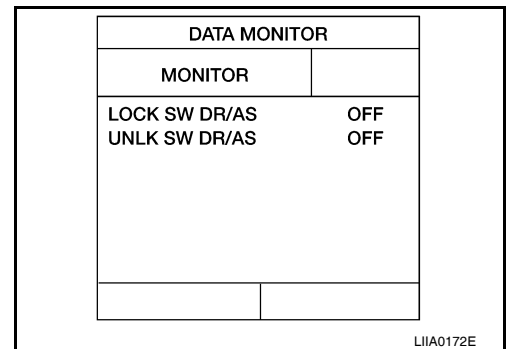 DATA MONITOR
MONITOR
LOCK SW DR/AS OFF
UNLK SW DR/AS OFF
LIIA0172E